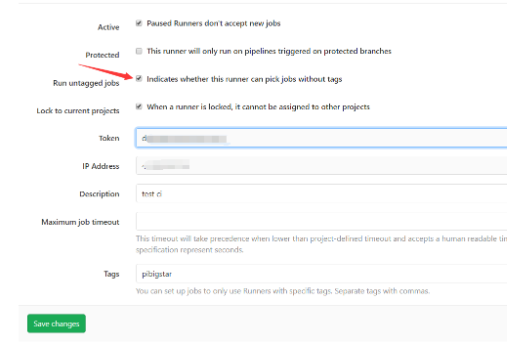 Active Paused Runners don't accept new jobs
Protected This runner will only run on pipelines triggered on protected branches
Run untagged jobs Indicates whether this runner can pick jobs without tags
Lock to current projects When a runner is locked, it cannot be assigned to other projects
Token d
IP Address
Description test ci
Maximum job timeout
This timeout will take precedence when lower than project-defined timeout and accepts a human readable
specification represent seconds.
Tags pibigstar
You can set up jobs to only use Runners with specific tags. Separate tags with commas.
Save changes